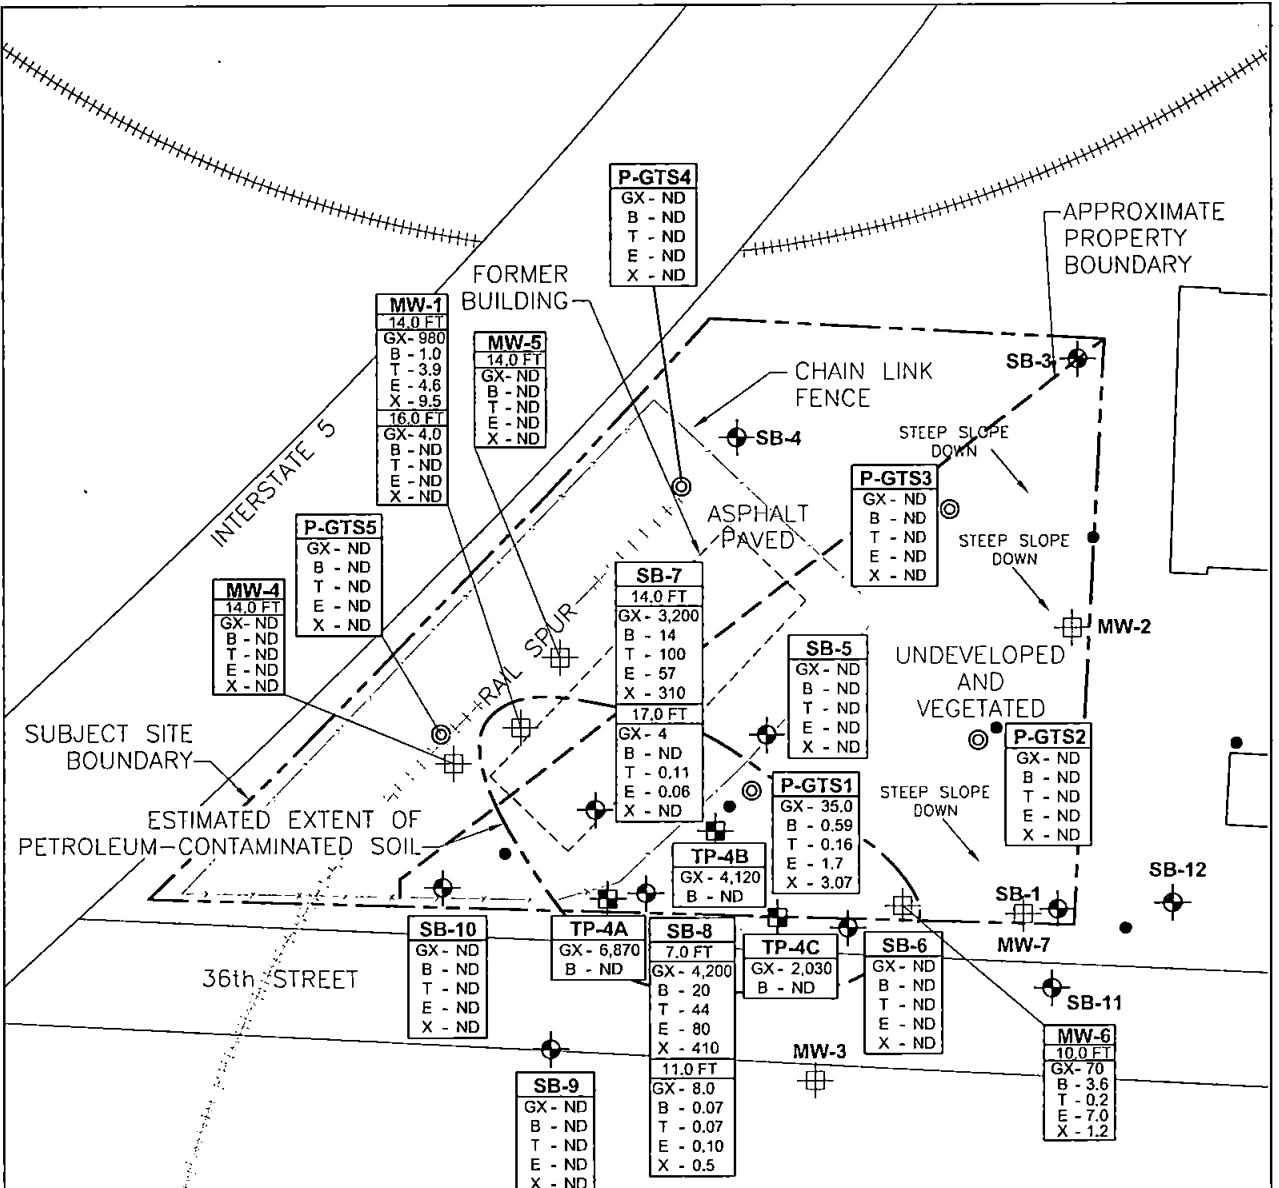 P-GTS4
GX - ND
B - ND
T - ND
E - ND
X - ND
APPROXIMATE
PROPERTY
BOUNDARY
FORMER
BUILDING
MW-1
14.0 FT
GX- 980
B - 1.0
T - 3.9
E - 4.6
X - 9.5
16.0 FT
GX- 4.0
B - ND
T - ND
E - ND
X - ND
MW-5
14.0 FT
GX- ND
B - ND
T - ND
E - ND
X - ND
SB-3
CHAIN LINK
FENCE
SB-4
STEEP SLOPE
DOWN
INTERSTATE 5
P-GTS3
GX - ND
B - ND
T - ND
E - ND
X - ND
ASPHALT
PAVED
STEEP SLOPE
DOWN
P-GTS5
GX - ND
B - ND
T - ND
E - ND
X - ND
MW-4
14.0 FT
GX- ND
B - ND
T - ND
E - ND
X - ND
SB-7
14.0 FT
GX - 3,200
B - 14
T - 100
E - 57
X - 310
17.0 FT
GX - 4
B - ND
T - 0.11
E - 0.06
X - ND
RAIL SPUR
MW-2
SB-5
GX - ND
B - ND
T - ND
E - ND
X - ND
UNDEVELOPED
AND
VEGETATED
SUBJECT SITE
BOUNDARY
P-GTS2
GX - ND
B - ND
T - ND
E - ND
X - ND
P-GTS1
GX - 35.0
B - 0.59
T - 0.16
E - 1.7
X - 3.07
STEEP SLOPE
DOWN
ESTIMATED EXTENT OF
PETROLEUM-CONTAMINATED SOIL
TP-4B
GX - 4,120
B - ND
SB-12
SB-1
MW-7
SB-10
GX - ND
B - ND
T - ND
E - ND
X - ND
TP-4A
GX - 6,870
B - ND
SB-8
7.0 FT
GX - 4,200
B - 20
T - 44
E - 80
X - 410
11.0 FT
GX - 8.0
B - 0.07
T - 0.07
E - 0.10
X - 0.5
TP-4C
GX - 2,030
B - ND
SB-6
GX - ND
B - ND
T - ND
E - ND
X - ND
36th STREET
SB-11
MW-6
10.0 FT
GX- 70
B - 3.6
T - 0.2
E - 7.0
X - 1.2
MW-3
SB-9
GX - ND
B - ND
T - ND
E - ND
X - ND